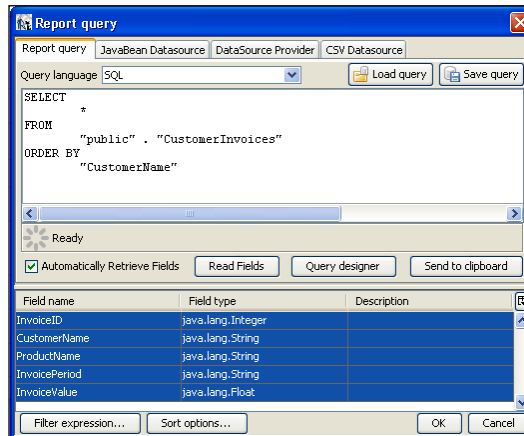 Report query
Report query JavaBean Datasource DataSource Provider CSV Datasource
Query language SQL Load query Save query
SELECT
*
FROM
"public" . "CustomerInvoices"
ORDER BY
"CustomerName"
Ready
Automatically Retrieve Fields Read Fields Query designer Send to clipboard
Field name Field type Description
InvoiceID java.lang.Integer
CustomerName java.lang.String
ProductName java.lang.String
InvoicePeriod java.lang.String
InvoiceValue java.lang.Float
Filter expression... Sort options... OK Cancel